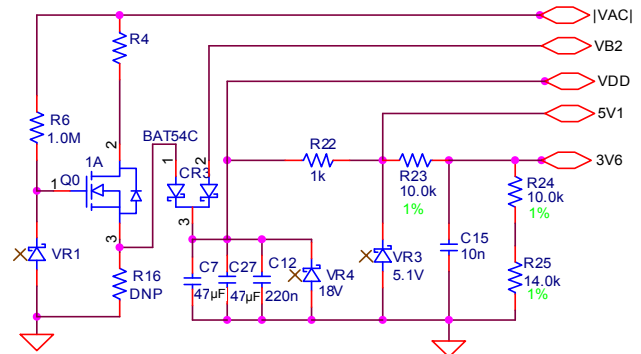 |VAC|
R4
VB2
VDD
R6
1.0M
BAT54C
5V1
1A
2
1
2
R22
1k
R23
10.0k
1%
3V6
1
Q0
CR3
R24
10.0k
1%
3
3
VR1
R16
DNP
C7
47µF
C27
47µF
C12
220n
VR4
18V
VR3
5.1V
C15
10n
R25
14.0k
1%